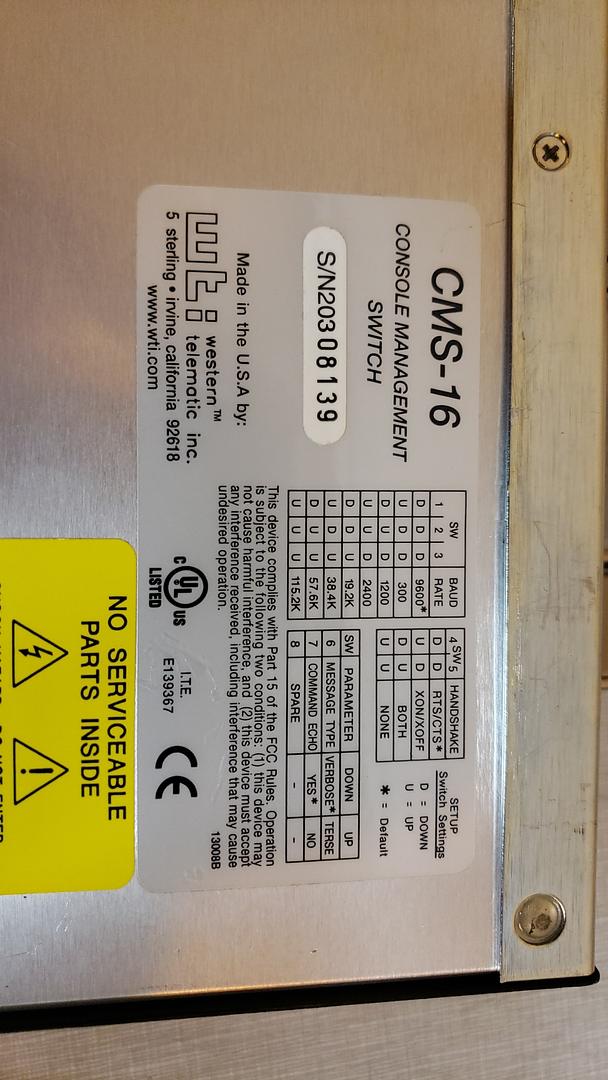 CMS-16
CONSOLE MANAGEMENT
SWITCH
S/N20308139
Made in the U.S.A by:
wti western™
telematic inc.
5 sterling • irvine, california 92618
www.wti.com
SW BAUD
1 2 3 RATE
D D D 9600*
U D D 300
D U D 1200
U U D 2400
D D U 19.2K
U D U 38.4K
D U U 57.6K
U U U 115.2K
4 SW 5 HANDSHAKE
D D RTS/CTS*
U D XON/XOFF
D U BOTH
U U NONE
SETUP
Switch Settings
D = DOWN
U = UP
* = Default
SW PARAMETER DOWN UP
6 MESSAGE TYPE VERBOSE* TERSE
7 COMMAND ECHO YES* NO
8 SPARE - -
This device complies with Part 15 of the FCC Rules. Operation
is subject to the following two conditions: (1) this device may
not cause harmful interference, and (2) this device must accept
any interference received, including interference that may cause
undesired operation.
13008B
C UL US
LISTED
I.T.E.
E139367
CE
NO SERVICEABLE
PARTS INSIDE